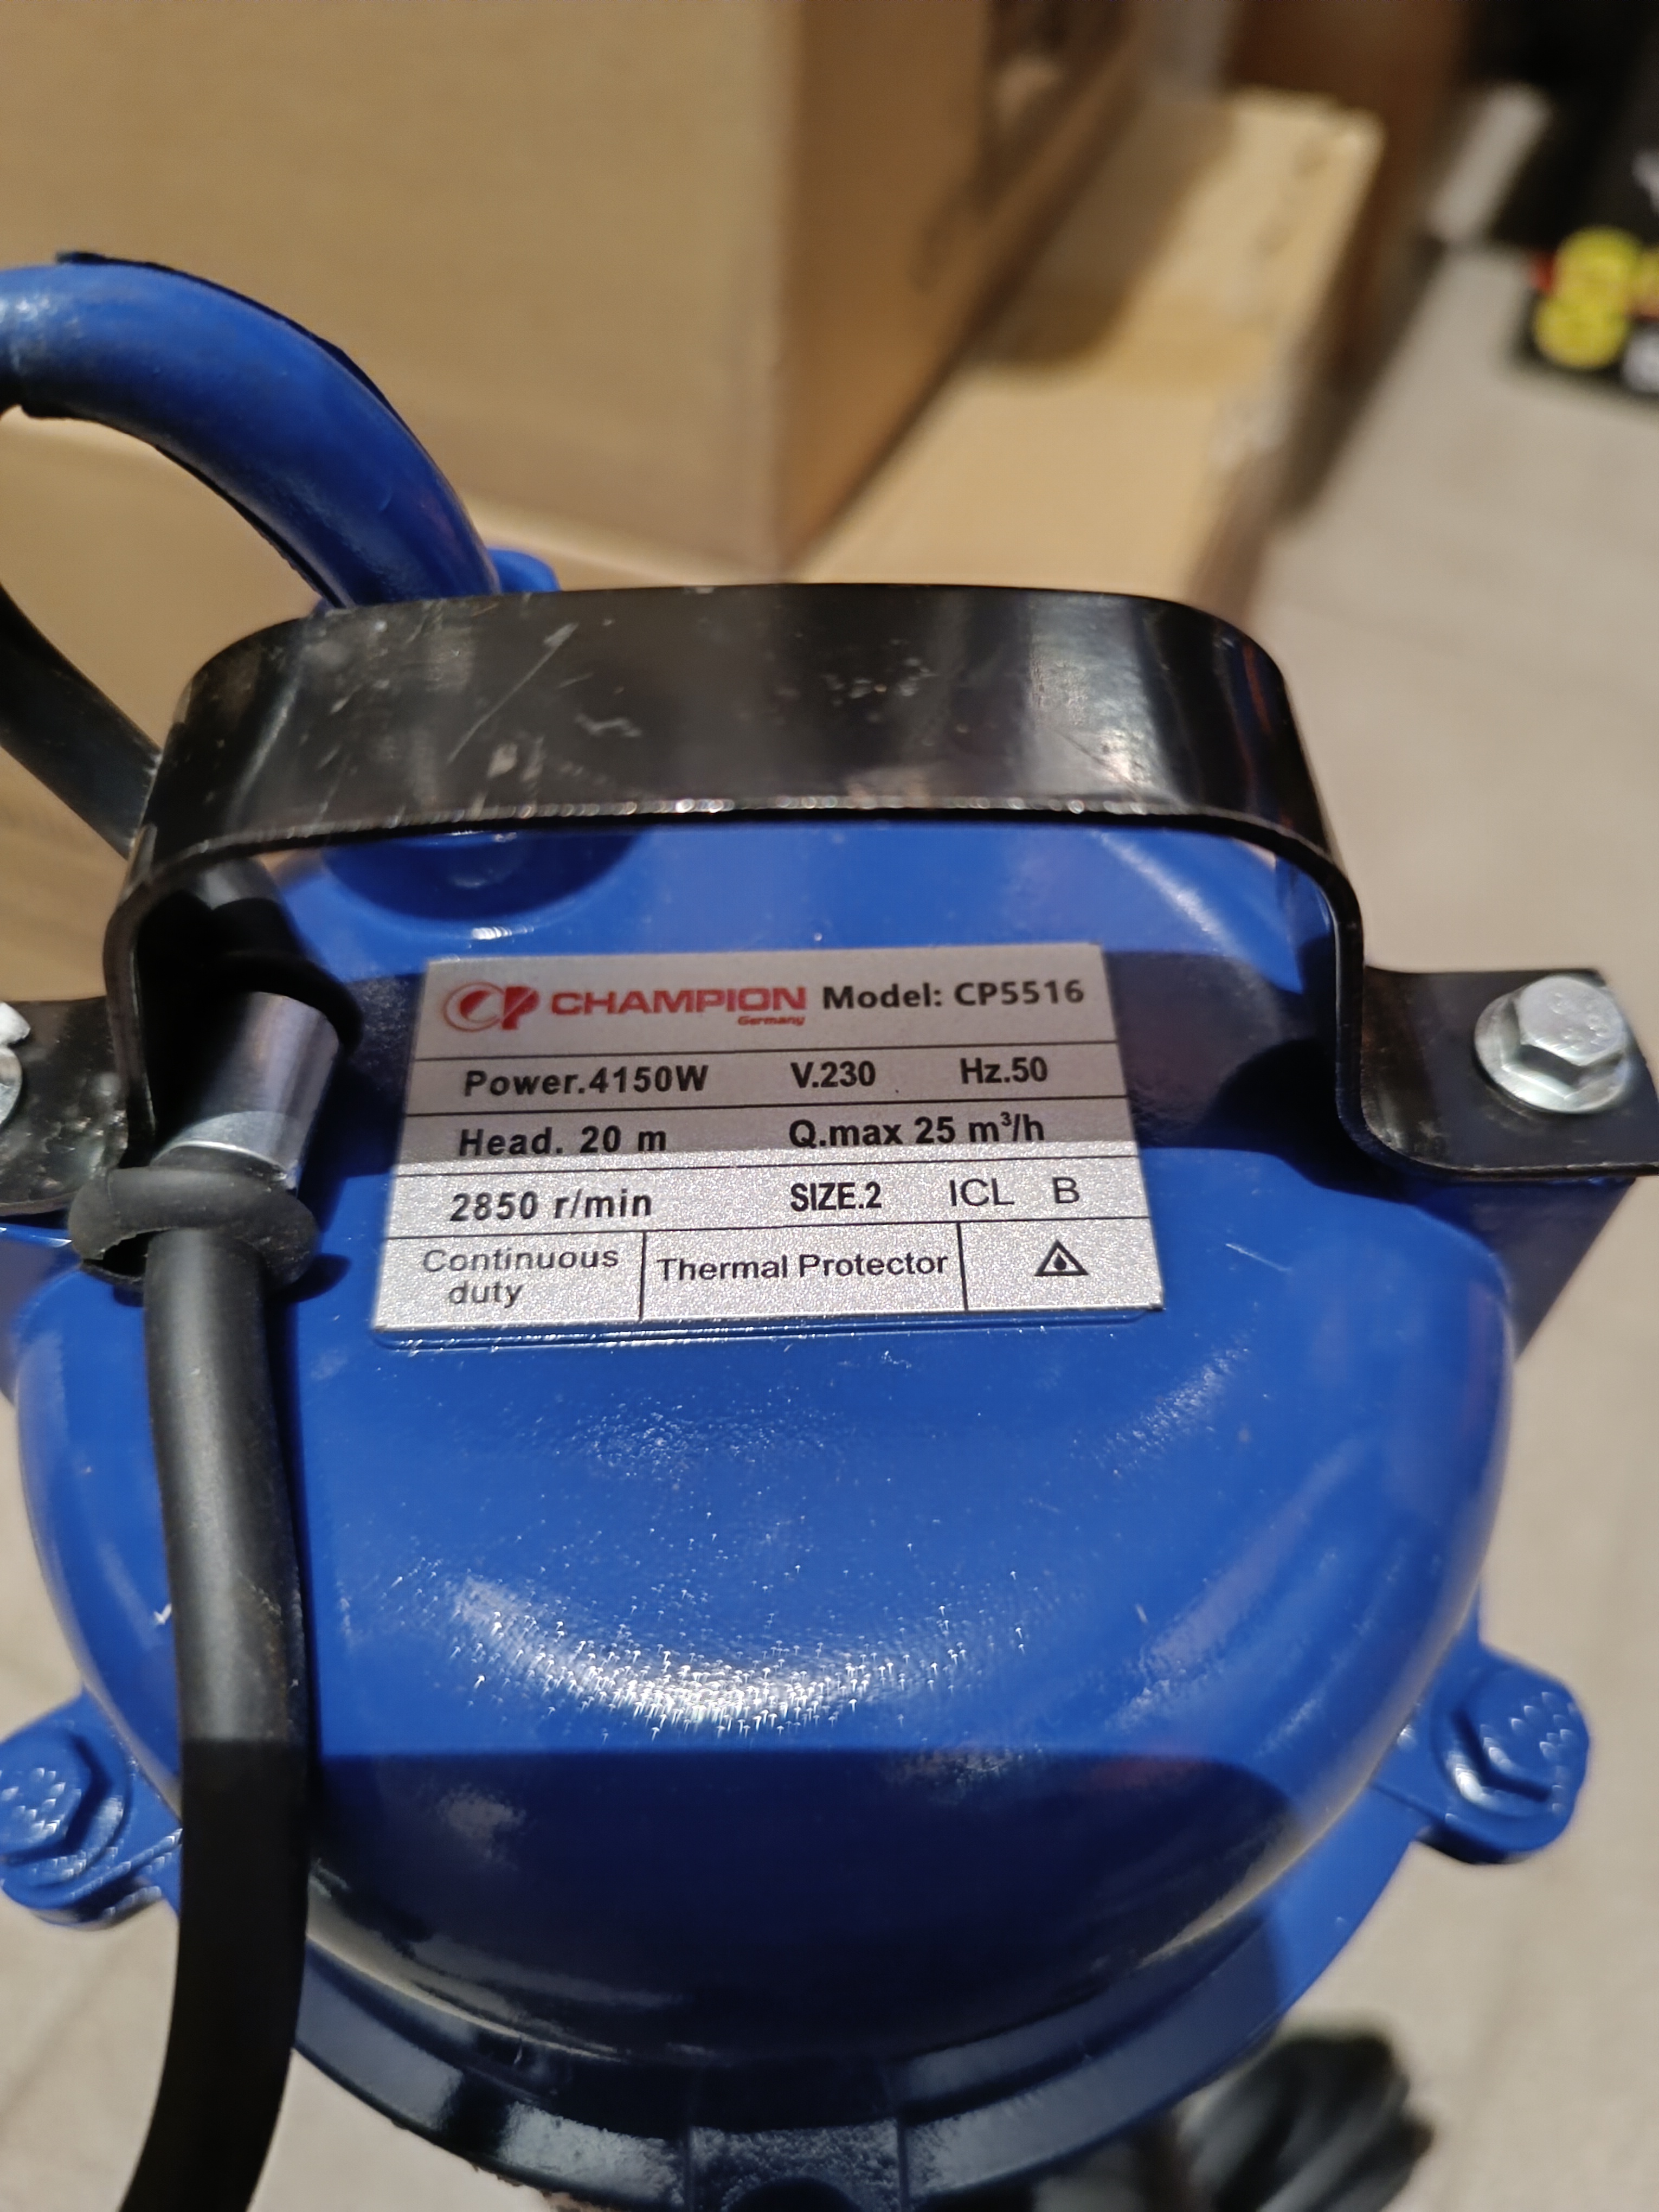 CP CHAMPION Germany Model: CP5516
Power.4150W V.230 Hz.50
Head. 20 m Q.max 25 m³/h
2850 r/min SIZE.2 ICL B
Continuous duty Thermal Protector